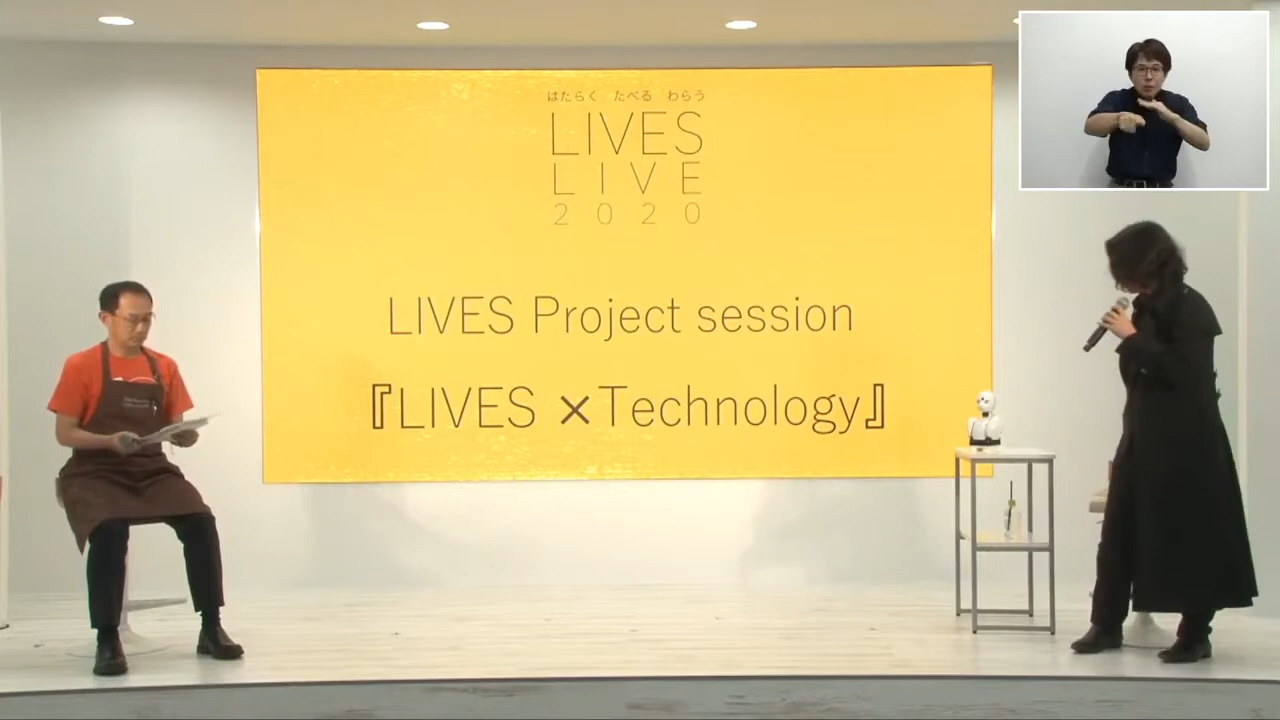 はたらく たべる わらう
LIVES
LIVE
2020
LIVES Project session
『LIVES ×Technology』